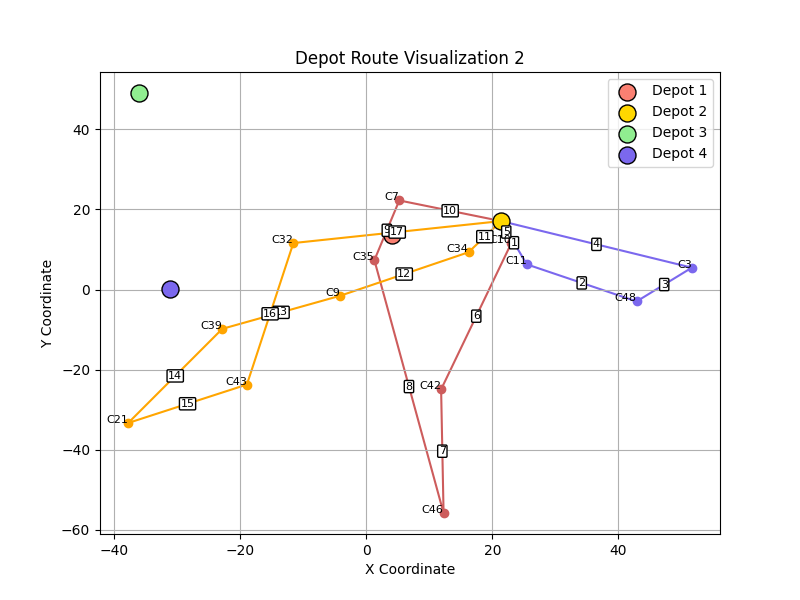 Depot Route Visualization 2
Depot 1
Depot 2
Depot 3
Depot 4
40
20
0
−20
−40
−60
Y Coordinate
C7
10
9
17
C32
C35
C34
11
C10
5
1
4
C3
C11
12
2
3
C48
C9
16
13
6
C39
14
15
C43
8
C42
C21
7
C46
−40
−20
0
20
40
X Coordinate